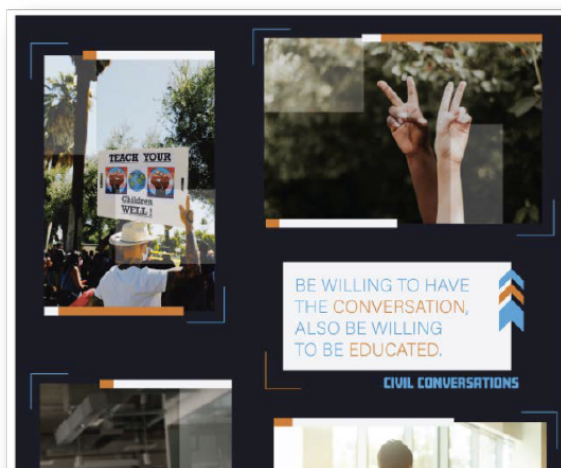 TEACH YOUR
Children
WELL!
BE WILLING TO HAVE
THE CONVERSATION,
ALSO BE WILLING
TO BE EDUCATED.
CIVIL CONVERSATIONS